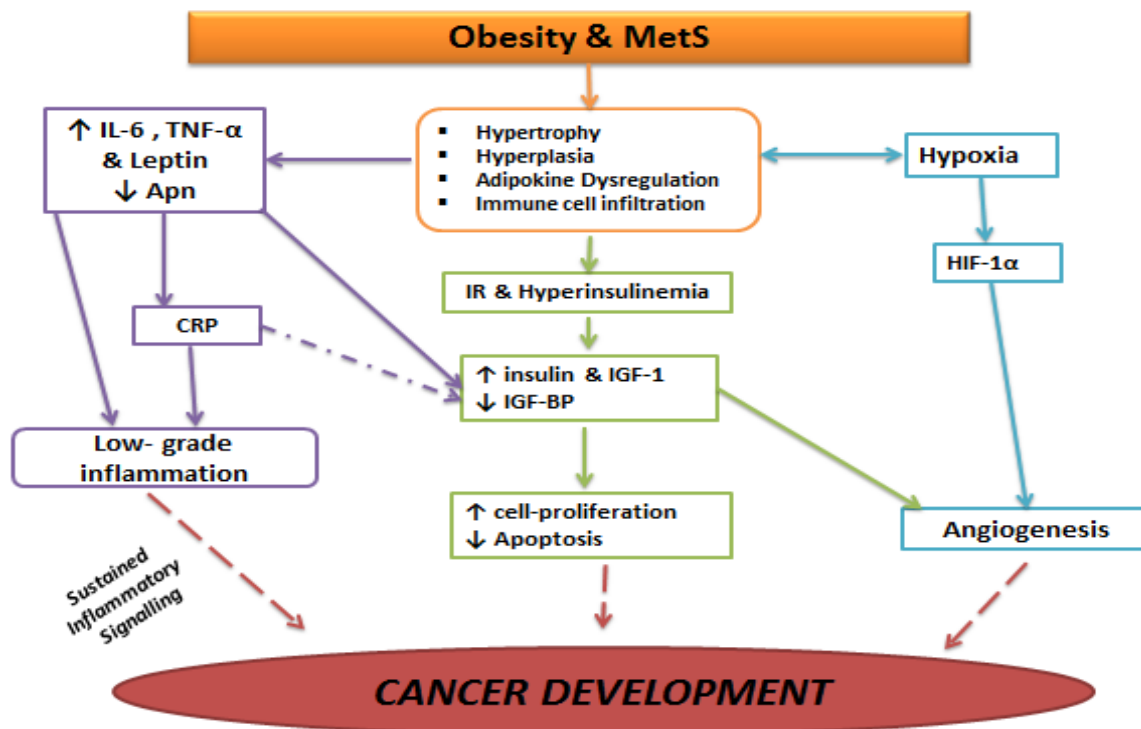 Obesity & MetS
↑ IL-6 , TNF-α
& Leptin
↓ Apn
▪ Hypertrophy
▪ Hyperplasia
▪ Adipokine Dysregulation
▪ Immune cell infiltration
Hypoxia
HIF-1α
IR & Hyperinsulinemia
CRP
↑ insulin & IGF-1
↓ IGF-BP
Low- grade
inflammation
↑ cell-proliferation
↓ Apoptosis
Angiogenesis
Sustained
Inflammatory
Signalling
CANCER DEVELOPMENT